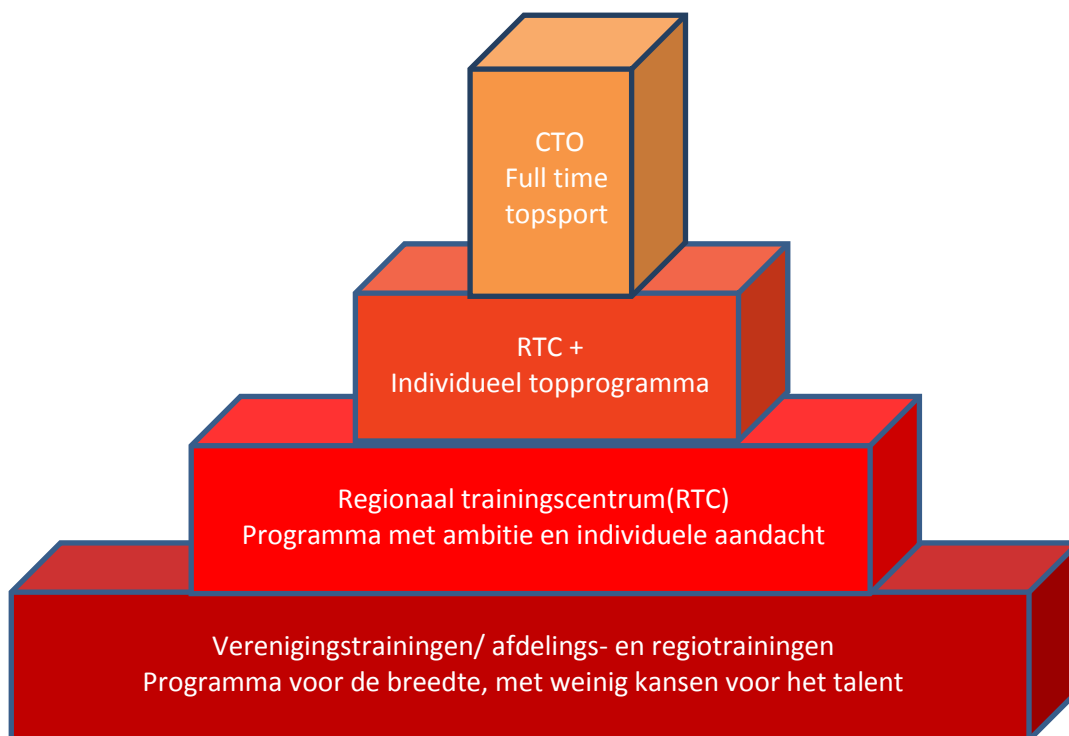 CTO
Full time
topsport
RTC +
Individueel topprogramma
Regionaal trainingscentrum(RTC)
Programma met ambitie en individuele aandacht
Verenigingstrainingen/ afdelings- en regiotrainingen
Programma voor de breedte, met weinig kansen voor het talent